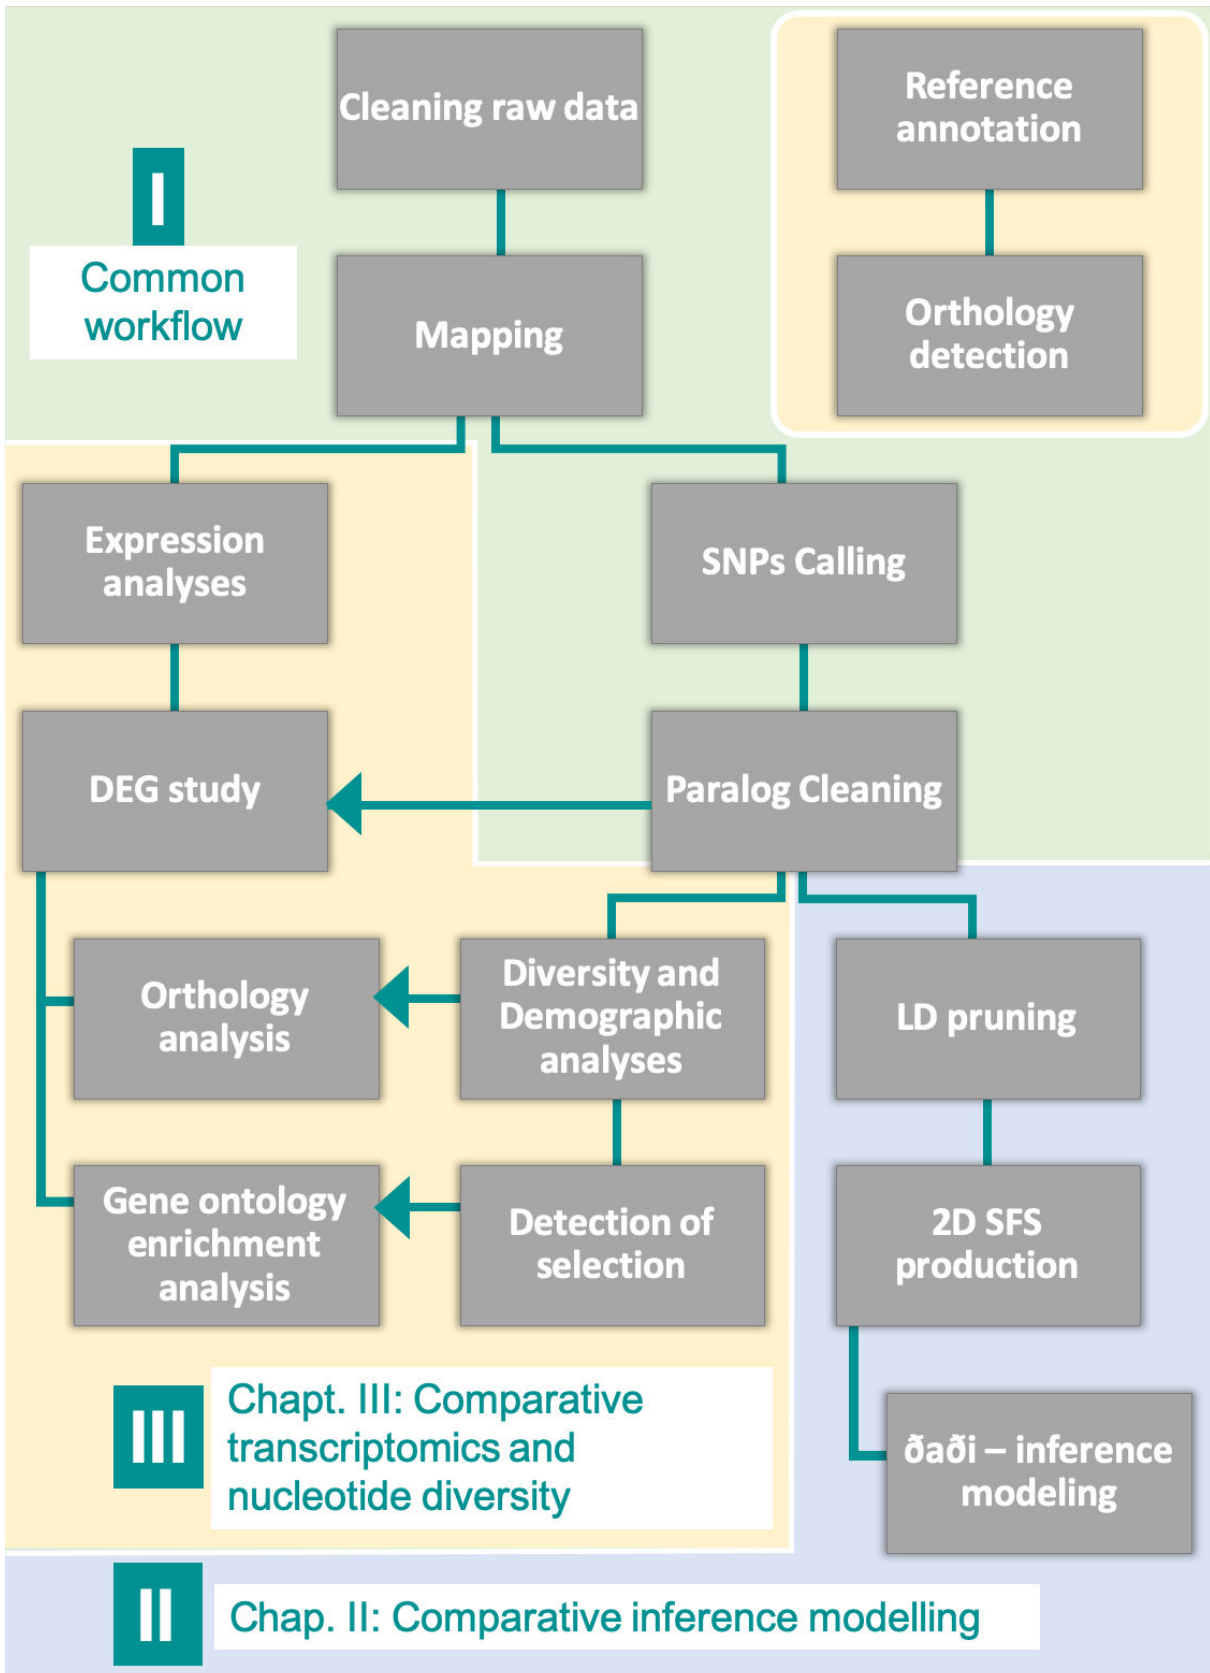 Cleaning raw data
Reference
annotation
I
Common
workflow
Mapping
Orthology
detection
Expression
analyses
SNPs Calling
DEG study
Paralog Cleaning
Orthology
analysis
Diversity and
Demographic
analyses
LD pruning
Gene ontology
enrichment
analysis
Detection of
selection
2D SFS
production
III
Chapt. III: Comparative
transcriptomics and
nucleotide diversity
ðaði – inference
modeling
II
Chap. II: Comparative inference modelling